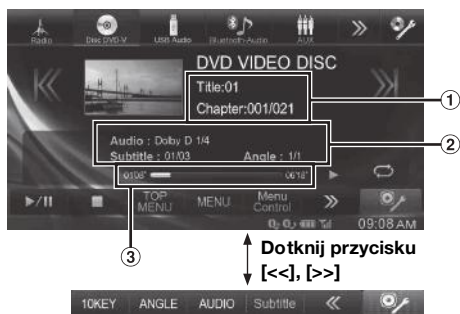 Radio Disc DVD-V USB Audio Bluetooth Audio AUX
DVD VIDEO DISC
Title:01
Chapter:001/021
1
Audio : Dolby D 1/4
2
Subtitle : 01/03 Angle : 1/1
0108" 0618"
TOP MENU MENU Menu Control
3
09:08 AM
Dotknij przycisku
[<<], [>>]
10KEY ANGLE AUDIO Subtitle